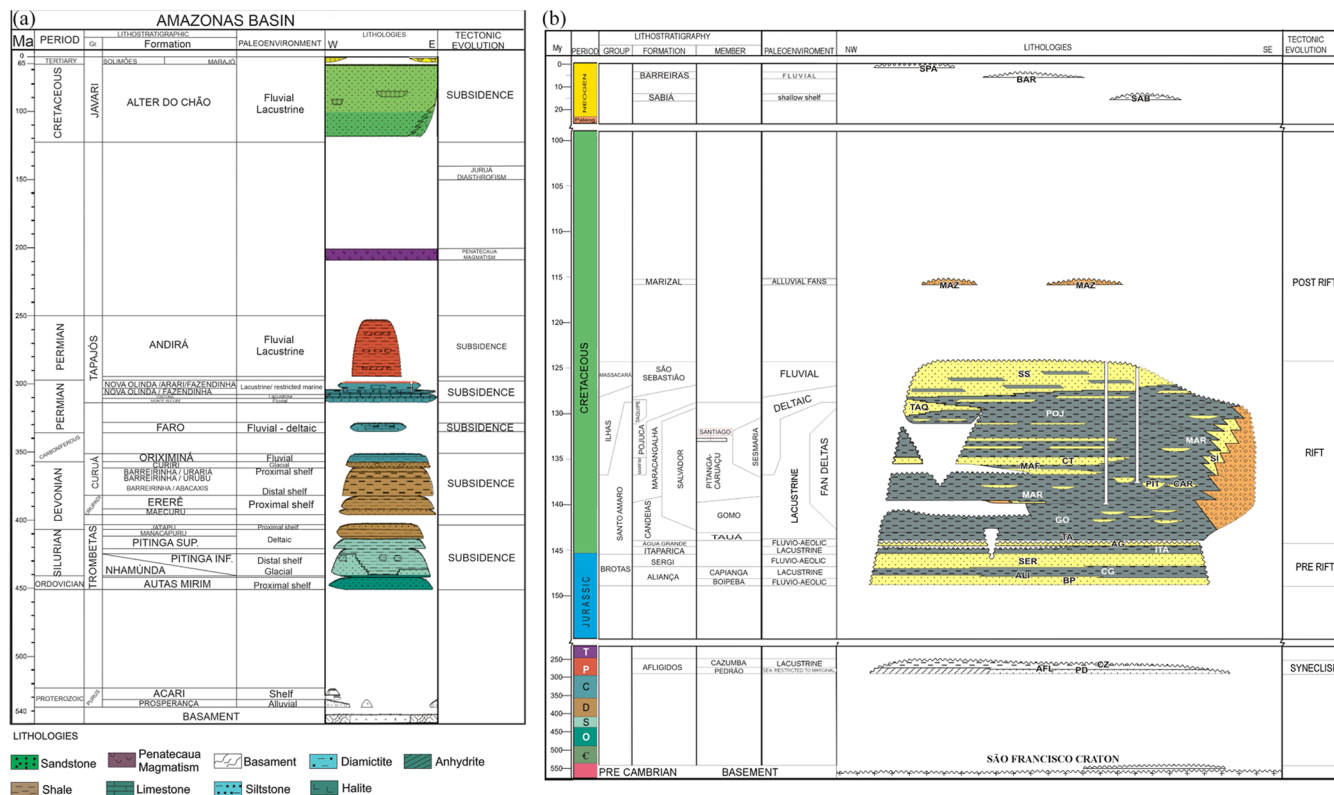 (a)
AMAZONAS BASIN
Ma
PERIOD
LITHOSTRATIGRAPHIC
Gr.
Formation
PALEOENVIRONMENT
LITHOLOGIES
W
E
TECTONIC
EVOLUTION
0
65
100
150
200
250
300
350
400
450
500
540
TERTIARY
SOLIMÕES
MARAJÓ
CRETACEOUS
JAVARI
ALTER DO CHÃO
Fluvial
Lacustrine
SUBSIDENCE
JURUÁ
DIASTHROFISM
PENATECAUA
MAGMATISM
PERMIAN
TAPAJÓS
ANDIRÁ
Fluvial
Lacustrine
SUBSIDENCE
PERMIAN
NOVA OLINDA /ARARI/FAZENDINHA
Lacustrine/ restricted marine
NOVA OLINDA / FAZENDINHA
Lacustrine
MONTE ALEGRE
Fluvial
SUBSIDENCE
FARO
Fluvial - deltaic
SUBSIDENCE
CARBONIFEROUS
DEVONIAN
CURUÁ
ORIXIMINÁ
Fluvial
CURIRI
Glacial
BARREIRINHA / URARIA
Proximal shelf
BARREIRINHA / URUBU
BARREIRINHA / ABACAXIS
Distal shelf
SUBSIDENCE
URUPADI
ERERÊ
Proximal shelf
MAECURU
SILURIAN
TROMBETAS
JATAPU
Proximal shelf
MANACAPURU
PITINGA SUP.
Deltaic
PITINGA INF.
Distal shelf
NHAMÚNDA
Glacial
SUBSIDENCE
ORDOVICIAN
AUTAS MIRIM
Proximal shelf
PROTEROZOIC
PURUS
ACARI
Shelf
PROSPERANÇA
Alluvial
BASAMENT
LITHOLOGIES
Sandstone
Penatecaua
Magmatism
Basament
Diamictite
Anhydrite
Shale
Limestone
Siltstone
Halite
(b)
My
PERIOD
LITHOSTRATIGRAPHY
GROUP
FORMATION
MEMBER
PALEOENVIROMENT
NW
LITHOLOGIES
SE
TECTONIC
EVOLUTION
0
10
20
NEOGEN
Paleog
BARREIRAS
FLUVIAL
SABIÁ
shallow shelf
SPA
BAR
SAB
100
105
110
115
120
125
130
135
140
145
150
CRETACEOUS
MARIZAL
ALLUVIAL FANS
MAZ
MAZ
POST RIFT
MASSACARÁ
SÃO
SEBASTIÃO
FLUVIAL
DELTAIC
ILHAS
POJUCA
TAQUIPE
MARACANGALHA
SALVADOR
SANTIAGO
PITANGA-
CARUAÇU
SESMARIA
SANTO AMARO
CANDEIAS
GOMO
TAUÁ
LACUSTRINE
FAN DELTAS
SS
TAQ
POJ
MAR
SI
CT
MAF
PIT
CAR
MAR
GO
TA
RIFT
ÁGUA GRANDE
FLUVIO-AEOLIC
AG
ITAPARICA
LACUSTRINE
ITA
JURASSIC
BROTAS
SERGI
FLUVIO-AEOLIC
SER
ALIANÇA
CAPIANGA
LACUSTRINE
ALI
CG
BOIPEBA
FLUVIO-AEOLIC
BP
PRE RIFT
T
P
C
D
S
O
Є
250
300
350
400
450
500
550
AFLIGIDOS
CAZUMBA
LACUSTRINE
PEDRÃO
SEA RESTRICTED TO MARGINAL
AFL
CZ
PD
SYNECLISE
SÃO FRANCISCO CRATON
PRE CAMBRIAN
BASEMENT